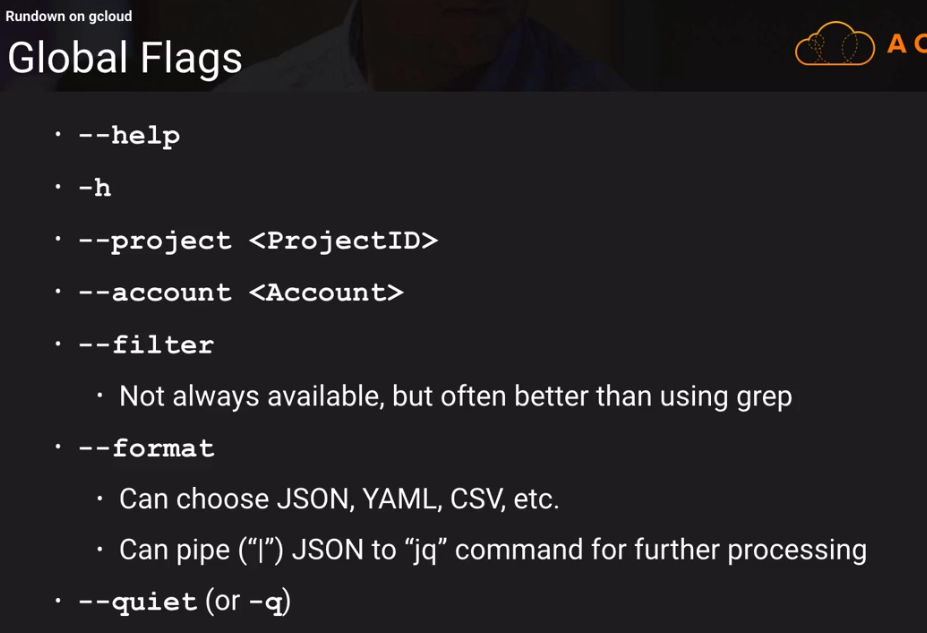 Rundown on gcloud
Global Flags
A C
• --help
• -h
• --project <ProjectID>
• --account <Account>
• --filter
• Not always available, but often better than using grep
• --format
• Can choose JSON, YAML, CSV, etc.
• Can pipe (“|”) JSON to “jq” command for further processing
• --quiet (or -q)